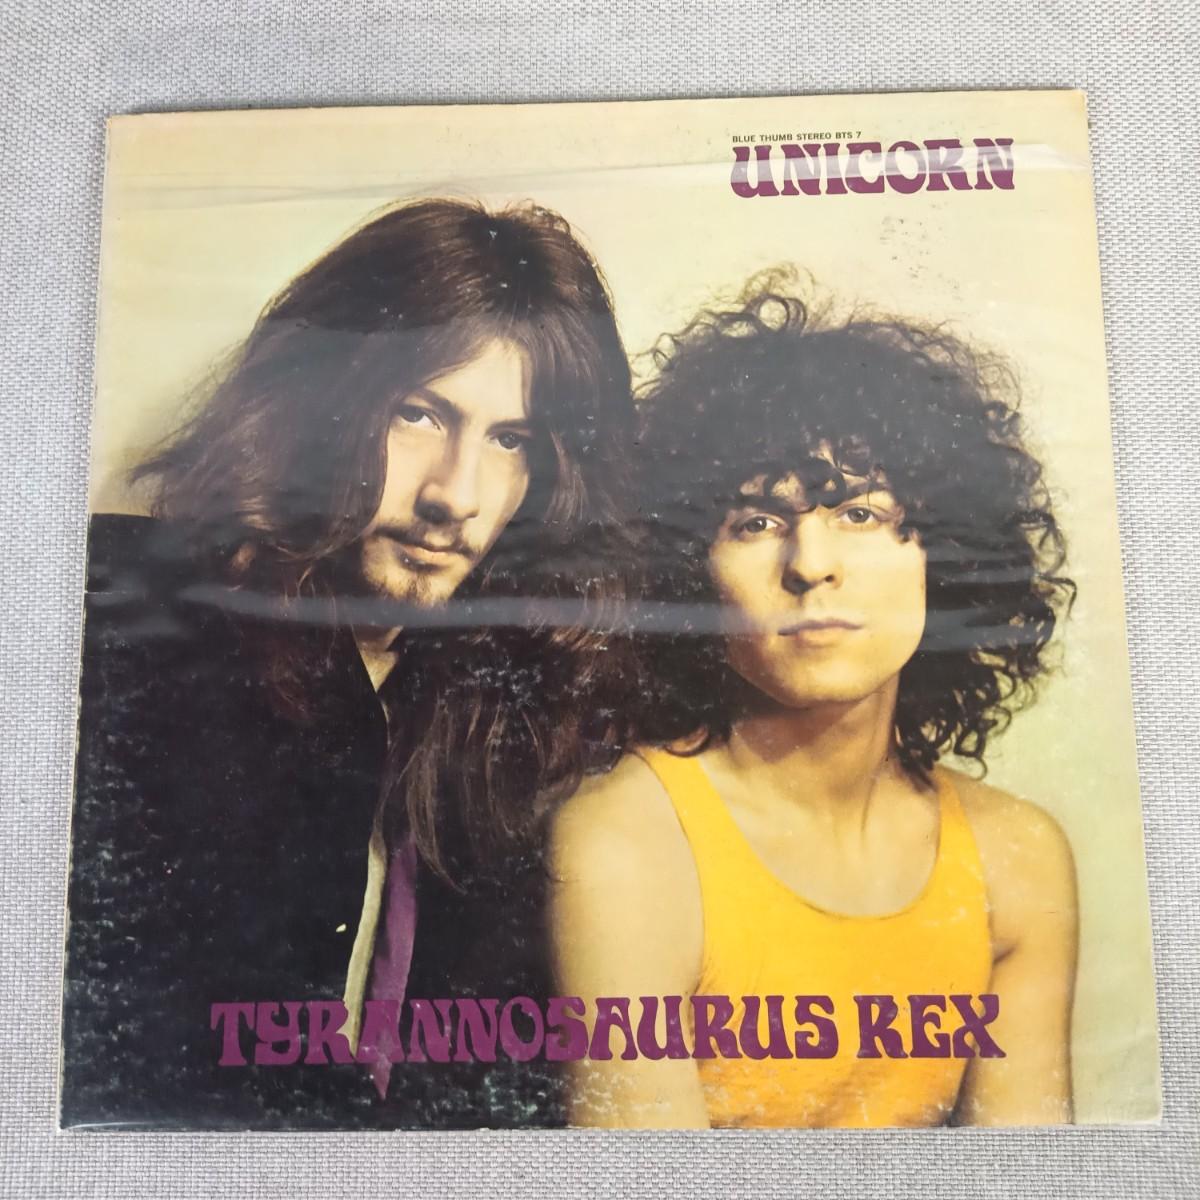 BLUE THUMB STEREO BTS 7
UNICORN
TYRANNOSAURUS REX